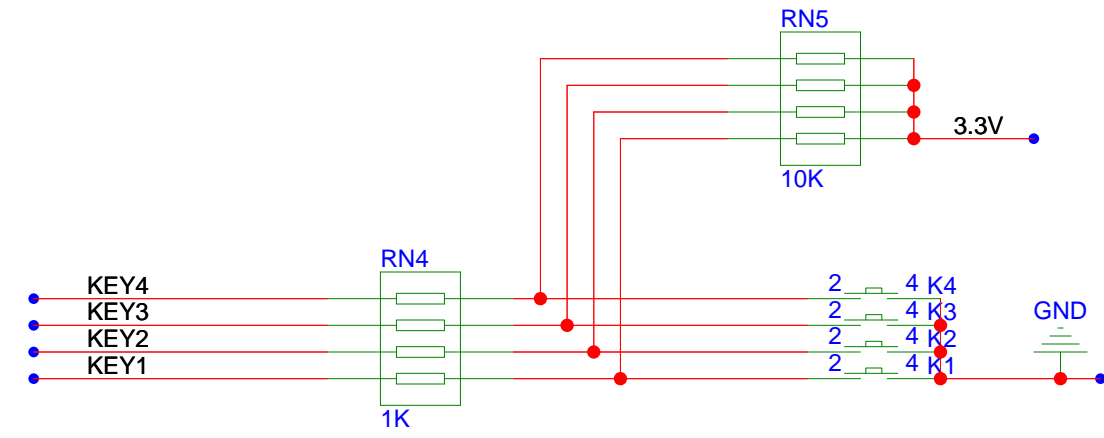 RN5
3.3V
10K
RN4
KEY4 2 4 K4
KEY3 4 K3 GND
KEY2 2 4 K2
KEY1 2 4 K1
1K